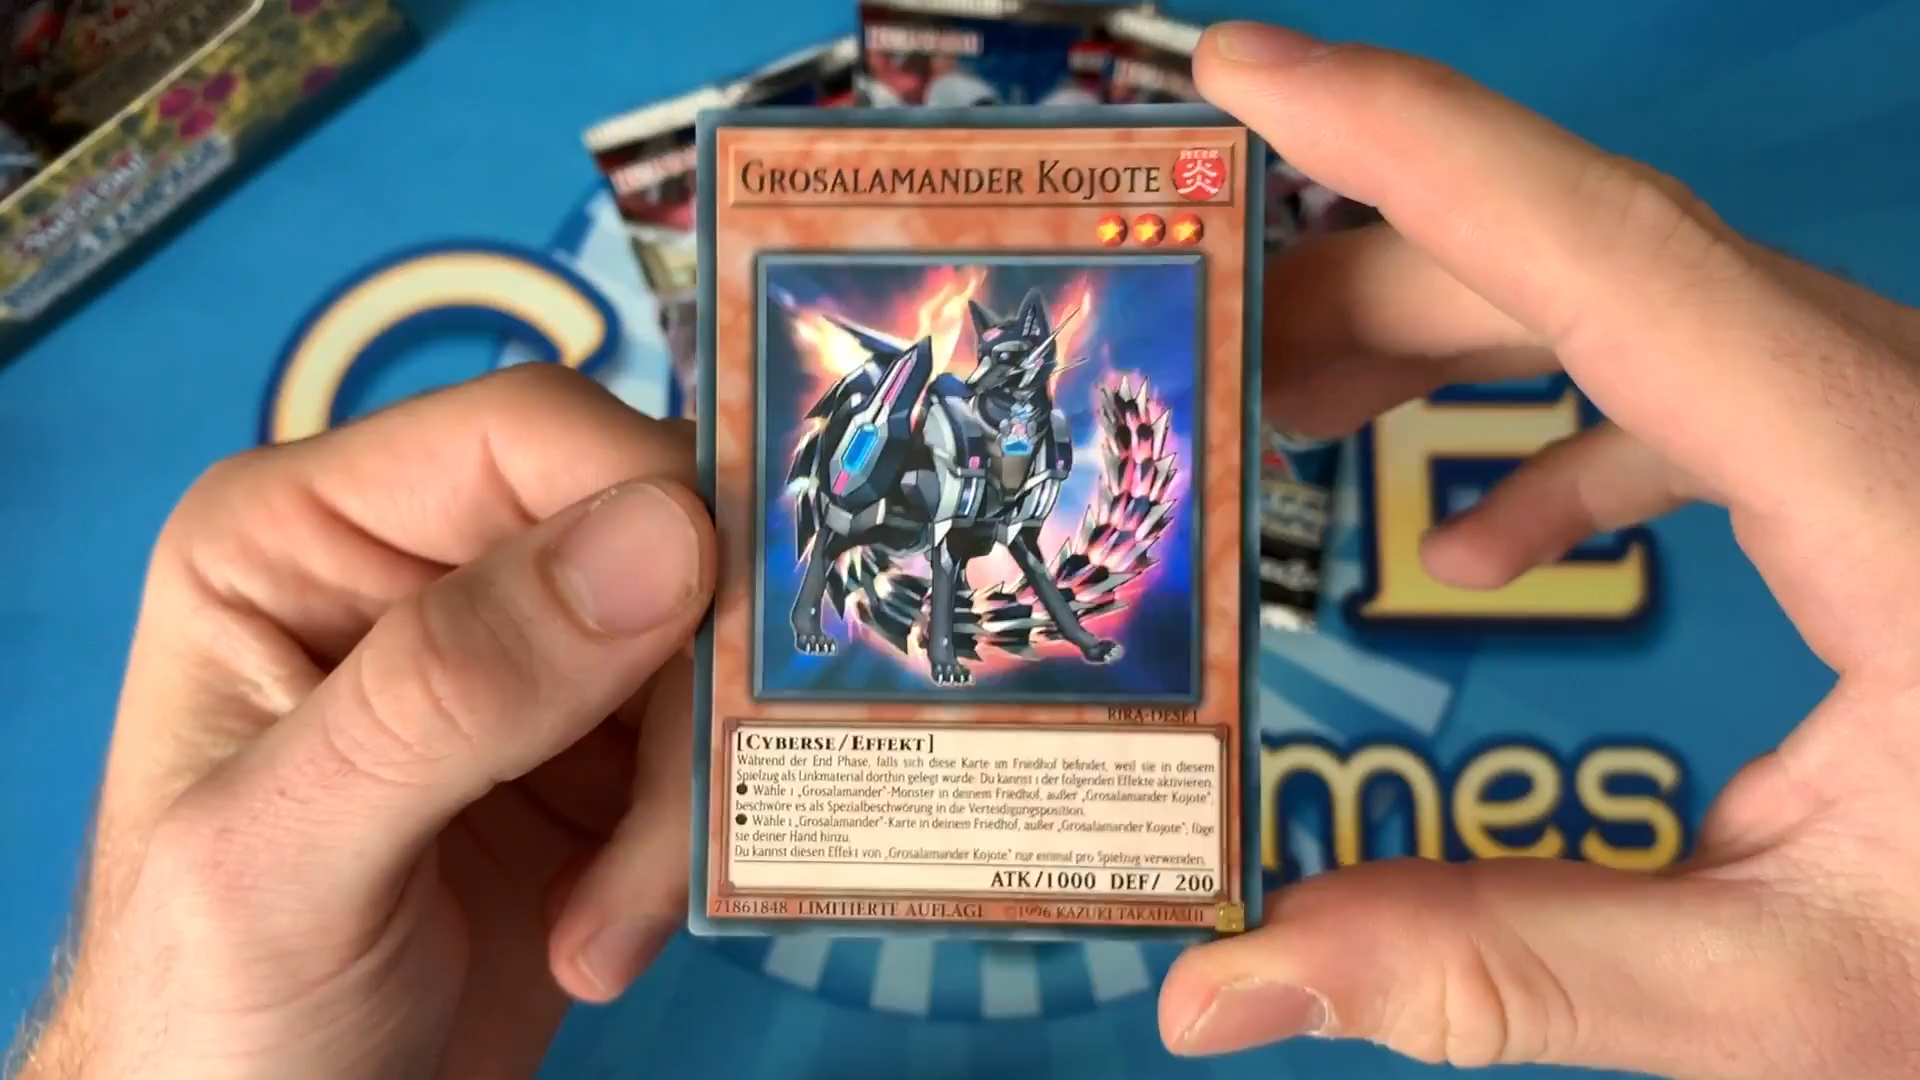 GROSALAMANDER KOJOTE
FEUER
炎
RIRA-DESE1
[CYBERSE/EFFEKT]
Während der End Phase, falls sich diese Karte im Friedhof befindet, weil sie in diesem
Spielzug als Linkmaterial dorthin gelegt wurde: Du kannst 1 der folgenden Effekte aktivieren.
● Wähle 1 „Grosalamander"-Monster in deinem Friedhof, außer „Grosalamander Kojote";
beschwöre es als Spezialbeschwörung in die Verteidigungsposition.
● Wähle 1 „Grosalamander"-Karte in deinem Friedhof, außer „Grosalamander Kojote"; füge
sie deiner Hand hinzu.
Du kannst diesen Effekt von „Grosalamander Kojote" nur einmal pro Spielzug verwenden.
ATK/1000 DEF/ 200
71861848 LIMITIERTE AUFLAGE ©1996 KAZUKI TAKAHASHI
G
E
mes